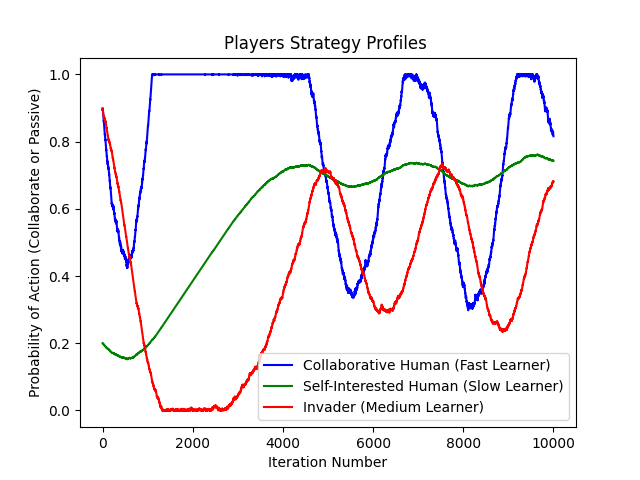 Players Strategy Profiles
Probability of Action (Collaborate or Passive)
1.0
0.8
0.6
0.4
0.2
0.0
Collaborative Human (Fast Learner)
Self-Interested Human (Slow Learner)
Invader (Medium Learner)
0 2000 4000 6000 8000 10000
Iteration Number